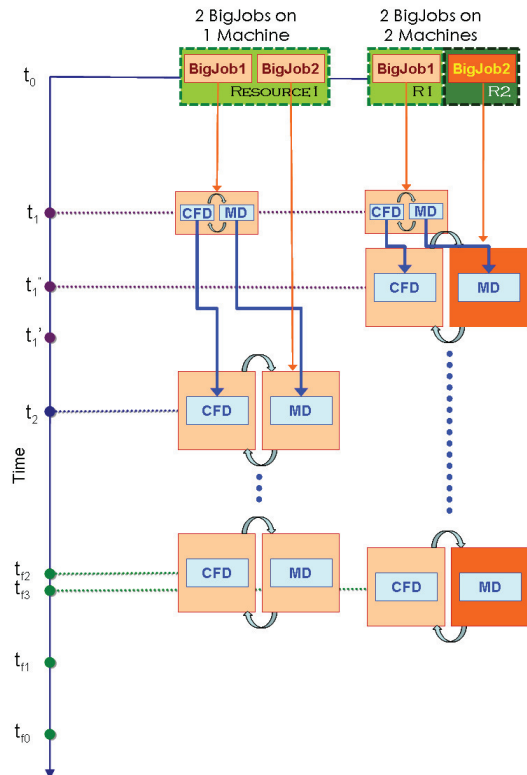 2 BigJobs on
1 Machine
2 BigJobs on
2 Machines
t0
BigJob1 BigJob2
RESOURCE1
BigJob1 BigJob2
R1 R2
t1
CFD MD
CFD MD
t1"
CFD MD
t1'
t2
CFD MD
Time
tf2
CFD MD
CFD MD
tf3
tf1
tf0